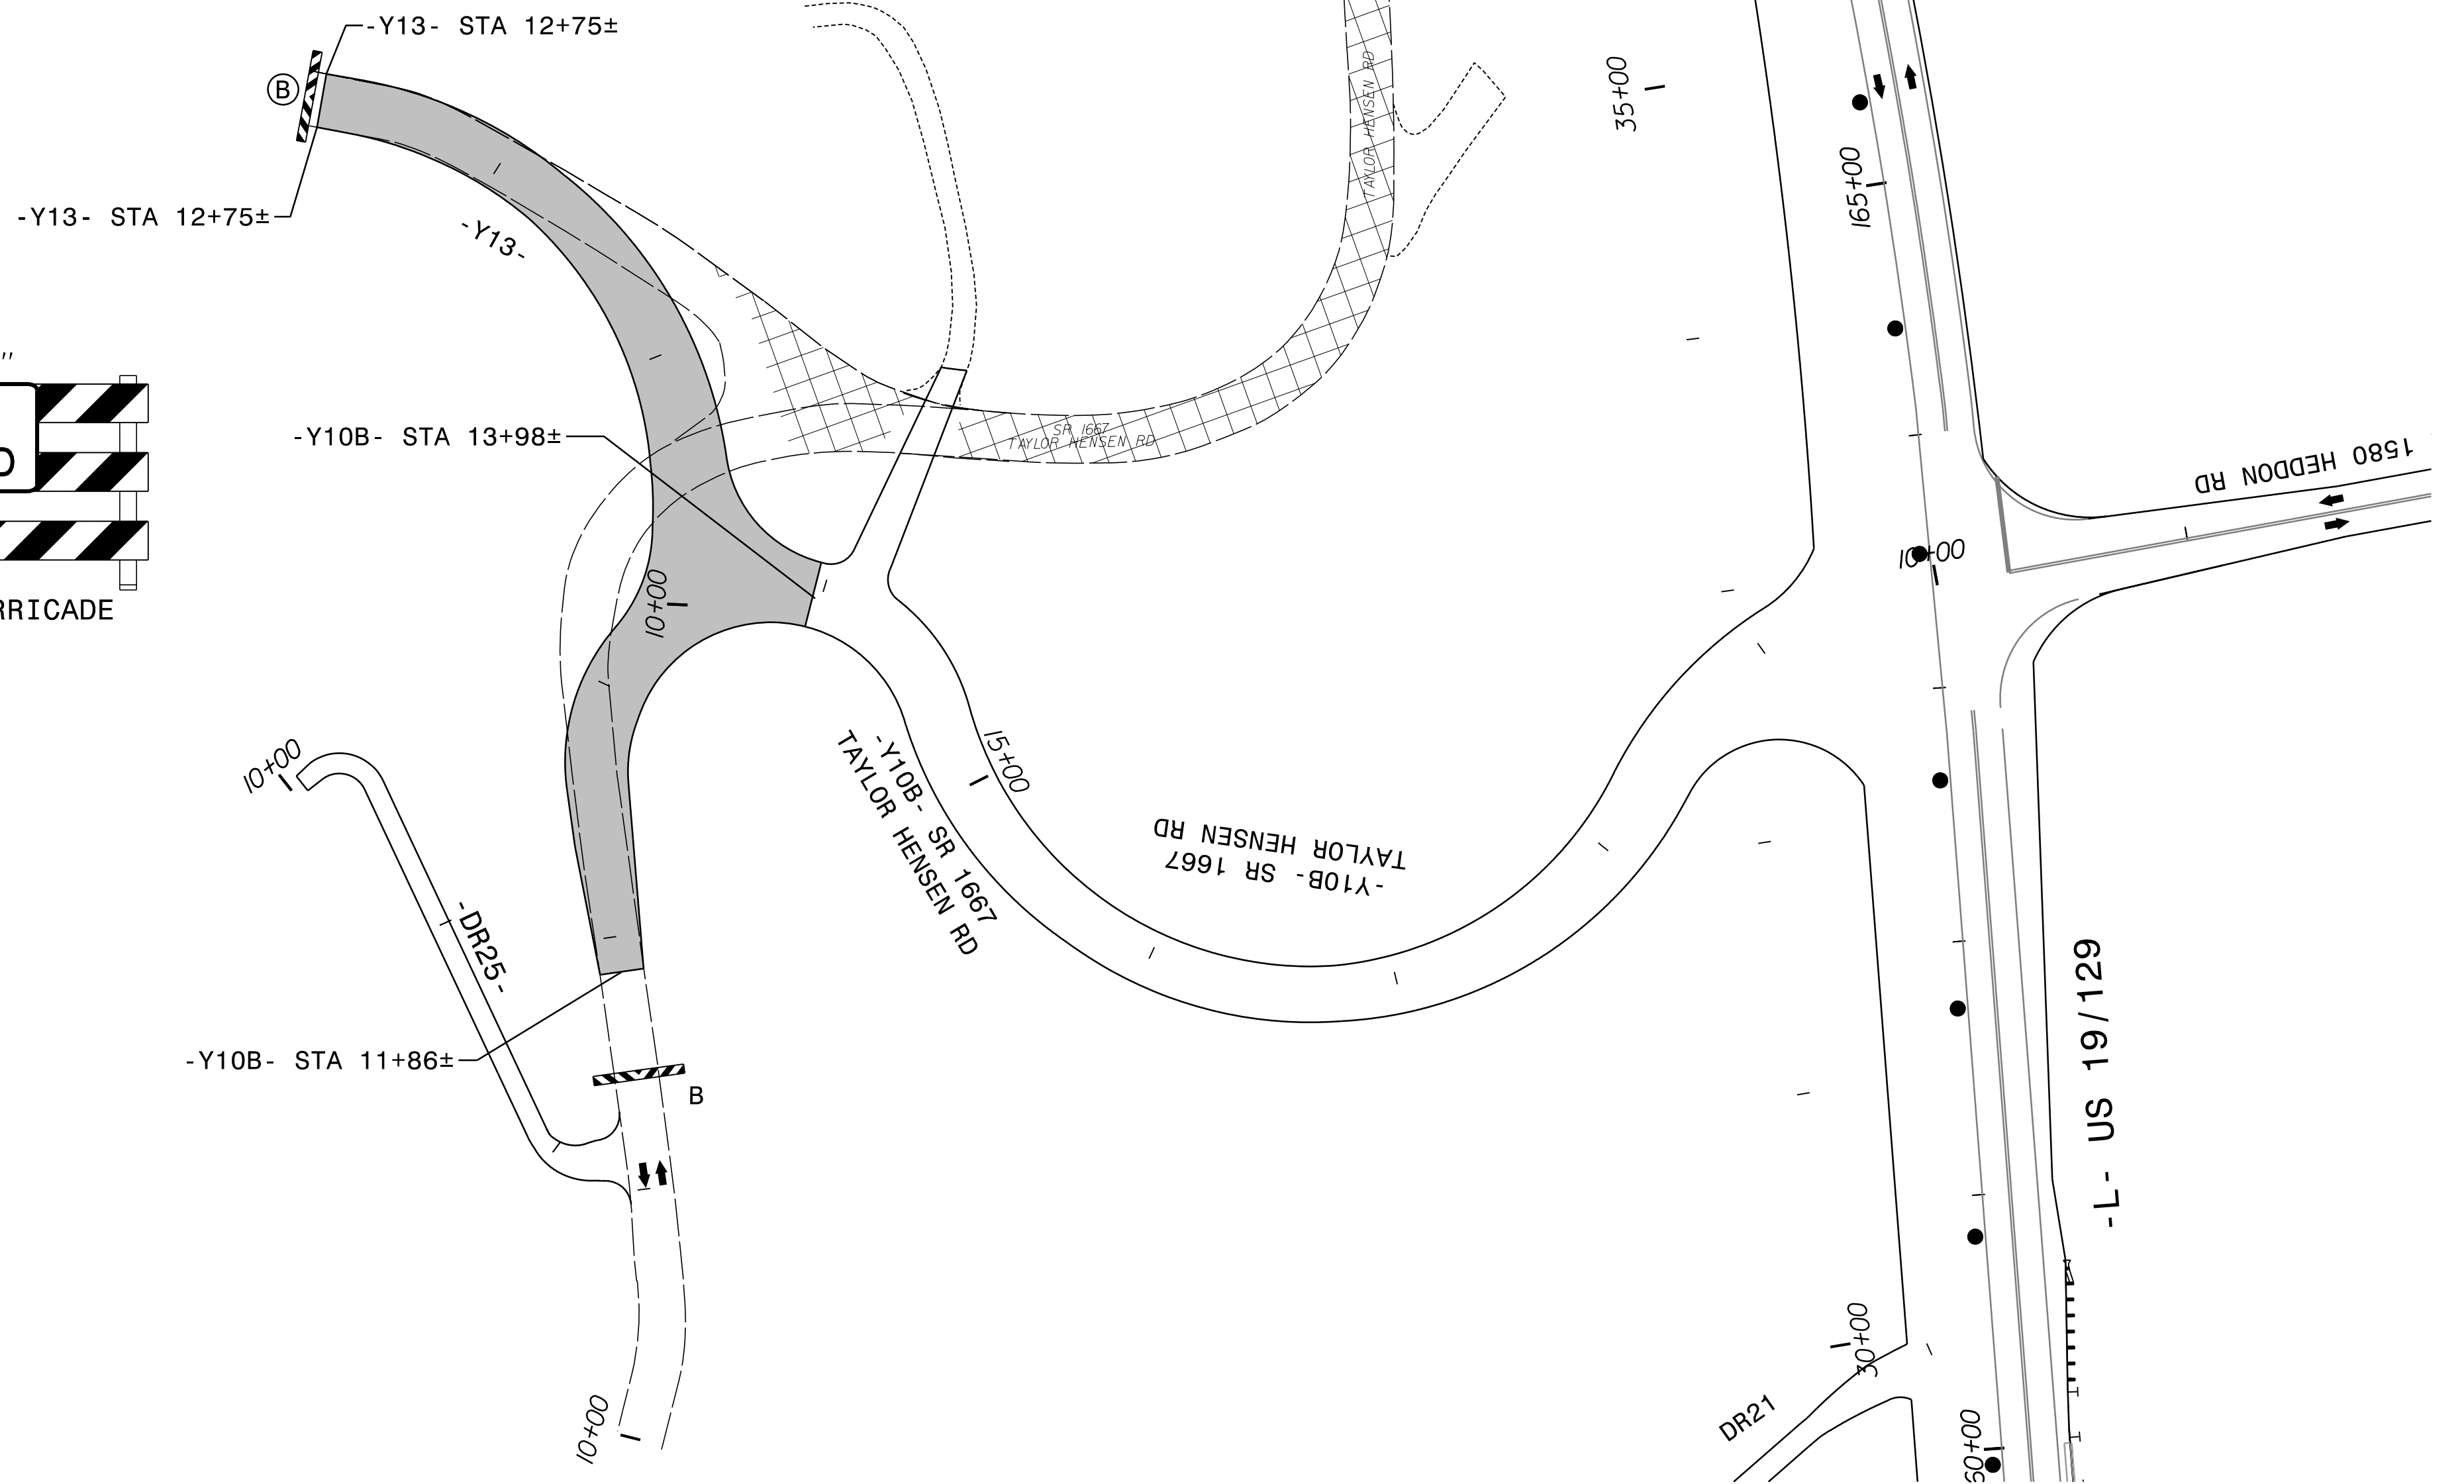 -Y13- STA 12+75±
B
-Y13- STA 12+75±
-Y13-
TAYLOR HENSEN RD
35+00
165+00
"
D
RRICADE
-Y10B- STA 13+98±
SR 1667
TAYLOR HENSEN RD
1580 HEDDON RD
10+00
10+00
10+00
-DR25-
-Y10B- SR 1667
TAYLOR HENSEN RD
15+00
-Y10B- SR 1667
TAYLOR HENSEN RD
-L- US 19/129
-Y10B- STA 11+86±
B
10+00
30+00
DR21
60+00